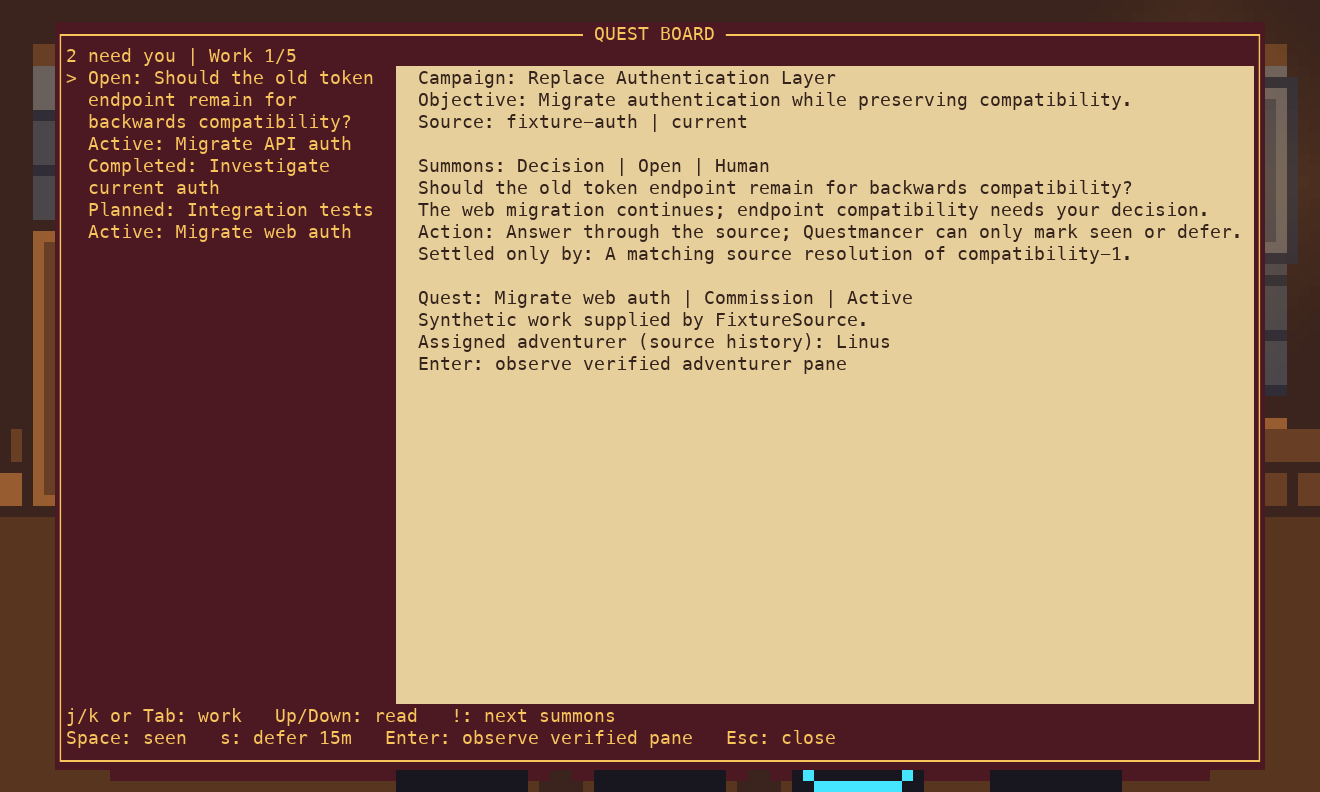 QUEST BOARD
2 need you | Work 1/5
> Open: Should the old token
endpoint remain for
backwards compatibility?
Active: Migrate API auth
Completed: Investigate
current auth
Planned: Integration tests
Active: Migrate web auth
Campaign: Replace Authentication Layer
Objective: Migrate authentication while preserving compatibility.
Source: fixture-auth | current
Summons: Decision | Open | Human
Should the old token endpoint remain for backwards compatibility?
The web migration continues; endpoint compatibility needs your decision.
Action: Answer through the source; Questmancer can only mark seen or defer.
Settled only by: A matching source resolution of compatibility-1.
Quest: Migrate web auth | Commission | Active
Synthetic work supplied by FixtureSource.
Assigned adventurer (source history): Linus
Enter: observe verified adventurer pane
j/k or Tab: work   Up/Down: read   !: next summons
Space: seen   s: defer 15m   Enter: observe verified pane   Esc: close